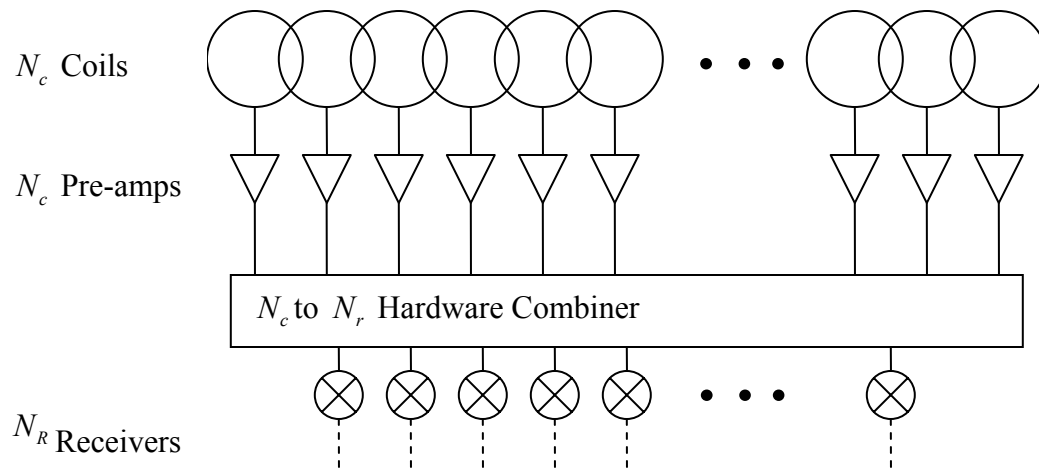 N_c Coils
N_c Pre-amps
N_c to N_r Hardware Combiner
N_R Receivers